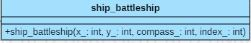 ship_battleship
+ship_battleship(x_: int, y_: int, compass_: int, index_: int)